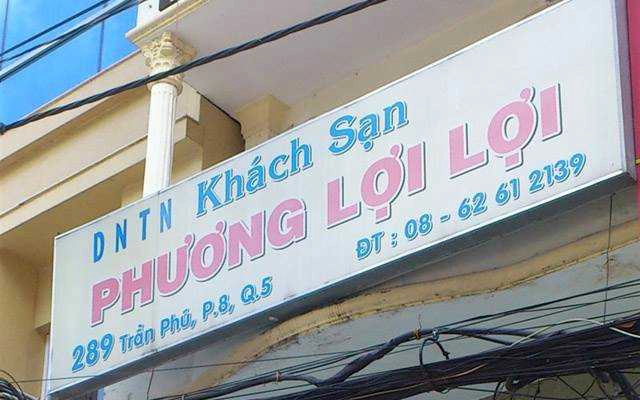 DNTN Khách Sạn
PHƯƠNG LỢI LỢI
289 Trần Phú, P.8, Q.5
ĐT : 08 - 62 61 2139